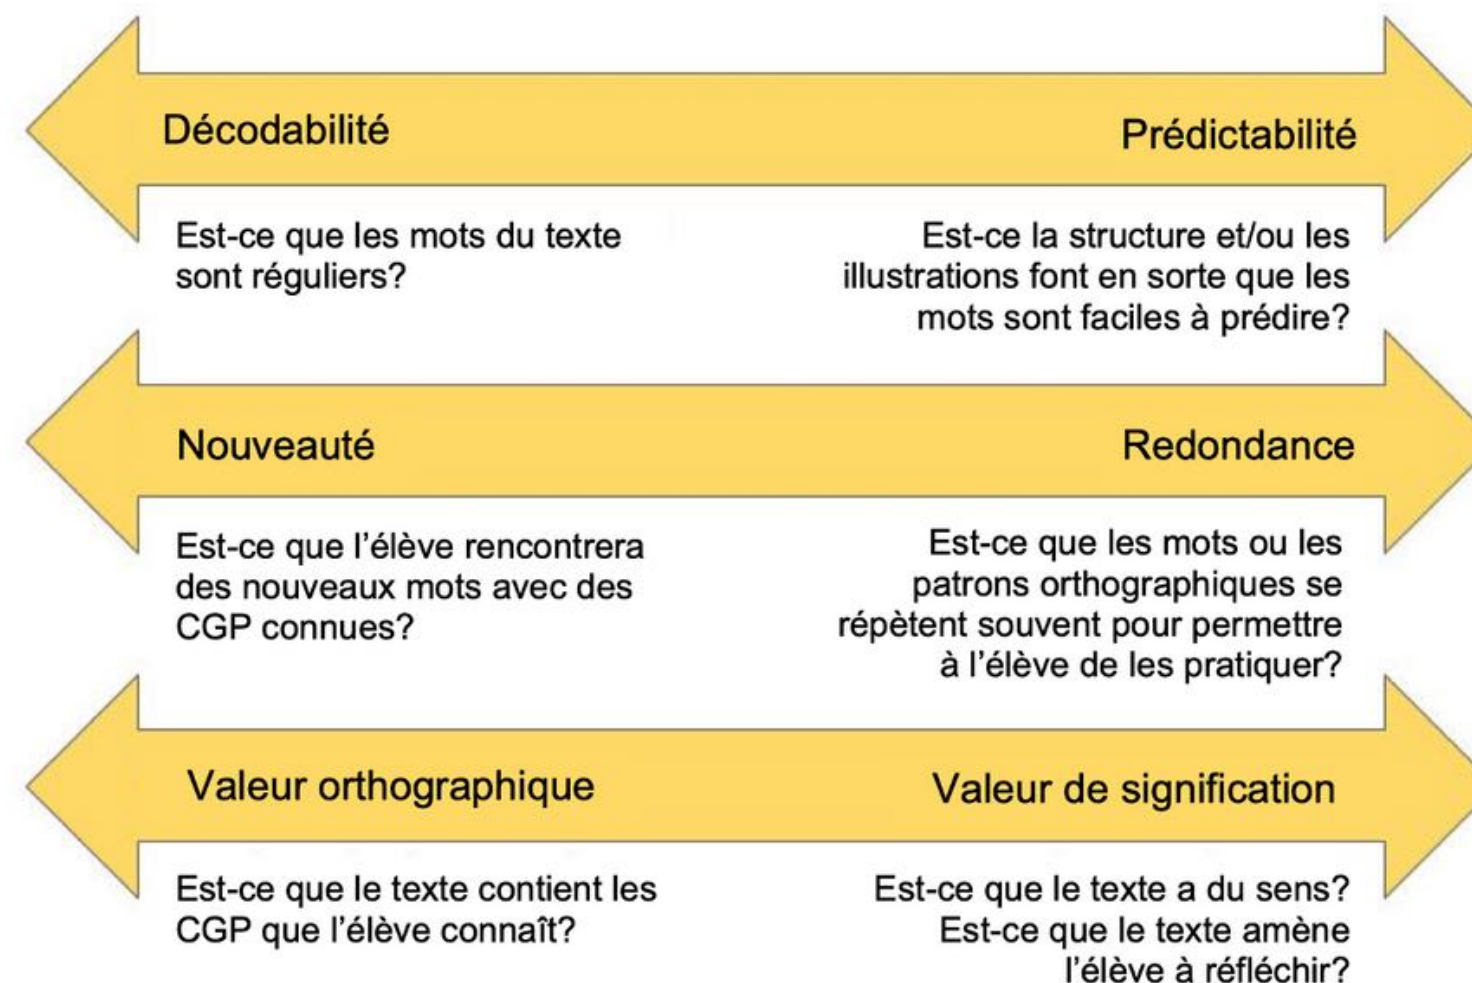 Décodabilité
Prédictabilité
Est-ce que les mots du texte
sont réguliers?
Est-ce la structure et/ou les
illustrations font en sorte que les
mots sont faciles à prédire?
Nouveauté
Redondance
Est-ce que l'élève rencontrera
des nouveaux mots avec des
CGP connues?
Est-ce que les mots ou les
patrons orthographiques se
répètent souvent pour permettre
à l'élève de les pratiquer?
Valeur orthographique
Valeur de signification
Est-ce que le texte contient les
CGP que l'élève connaît?
Est-ce que le texte a du sens?
Est-ce que le texte amène
l'élève à réfléchir?